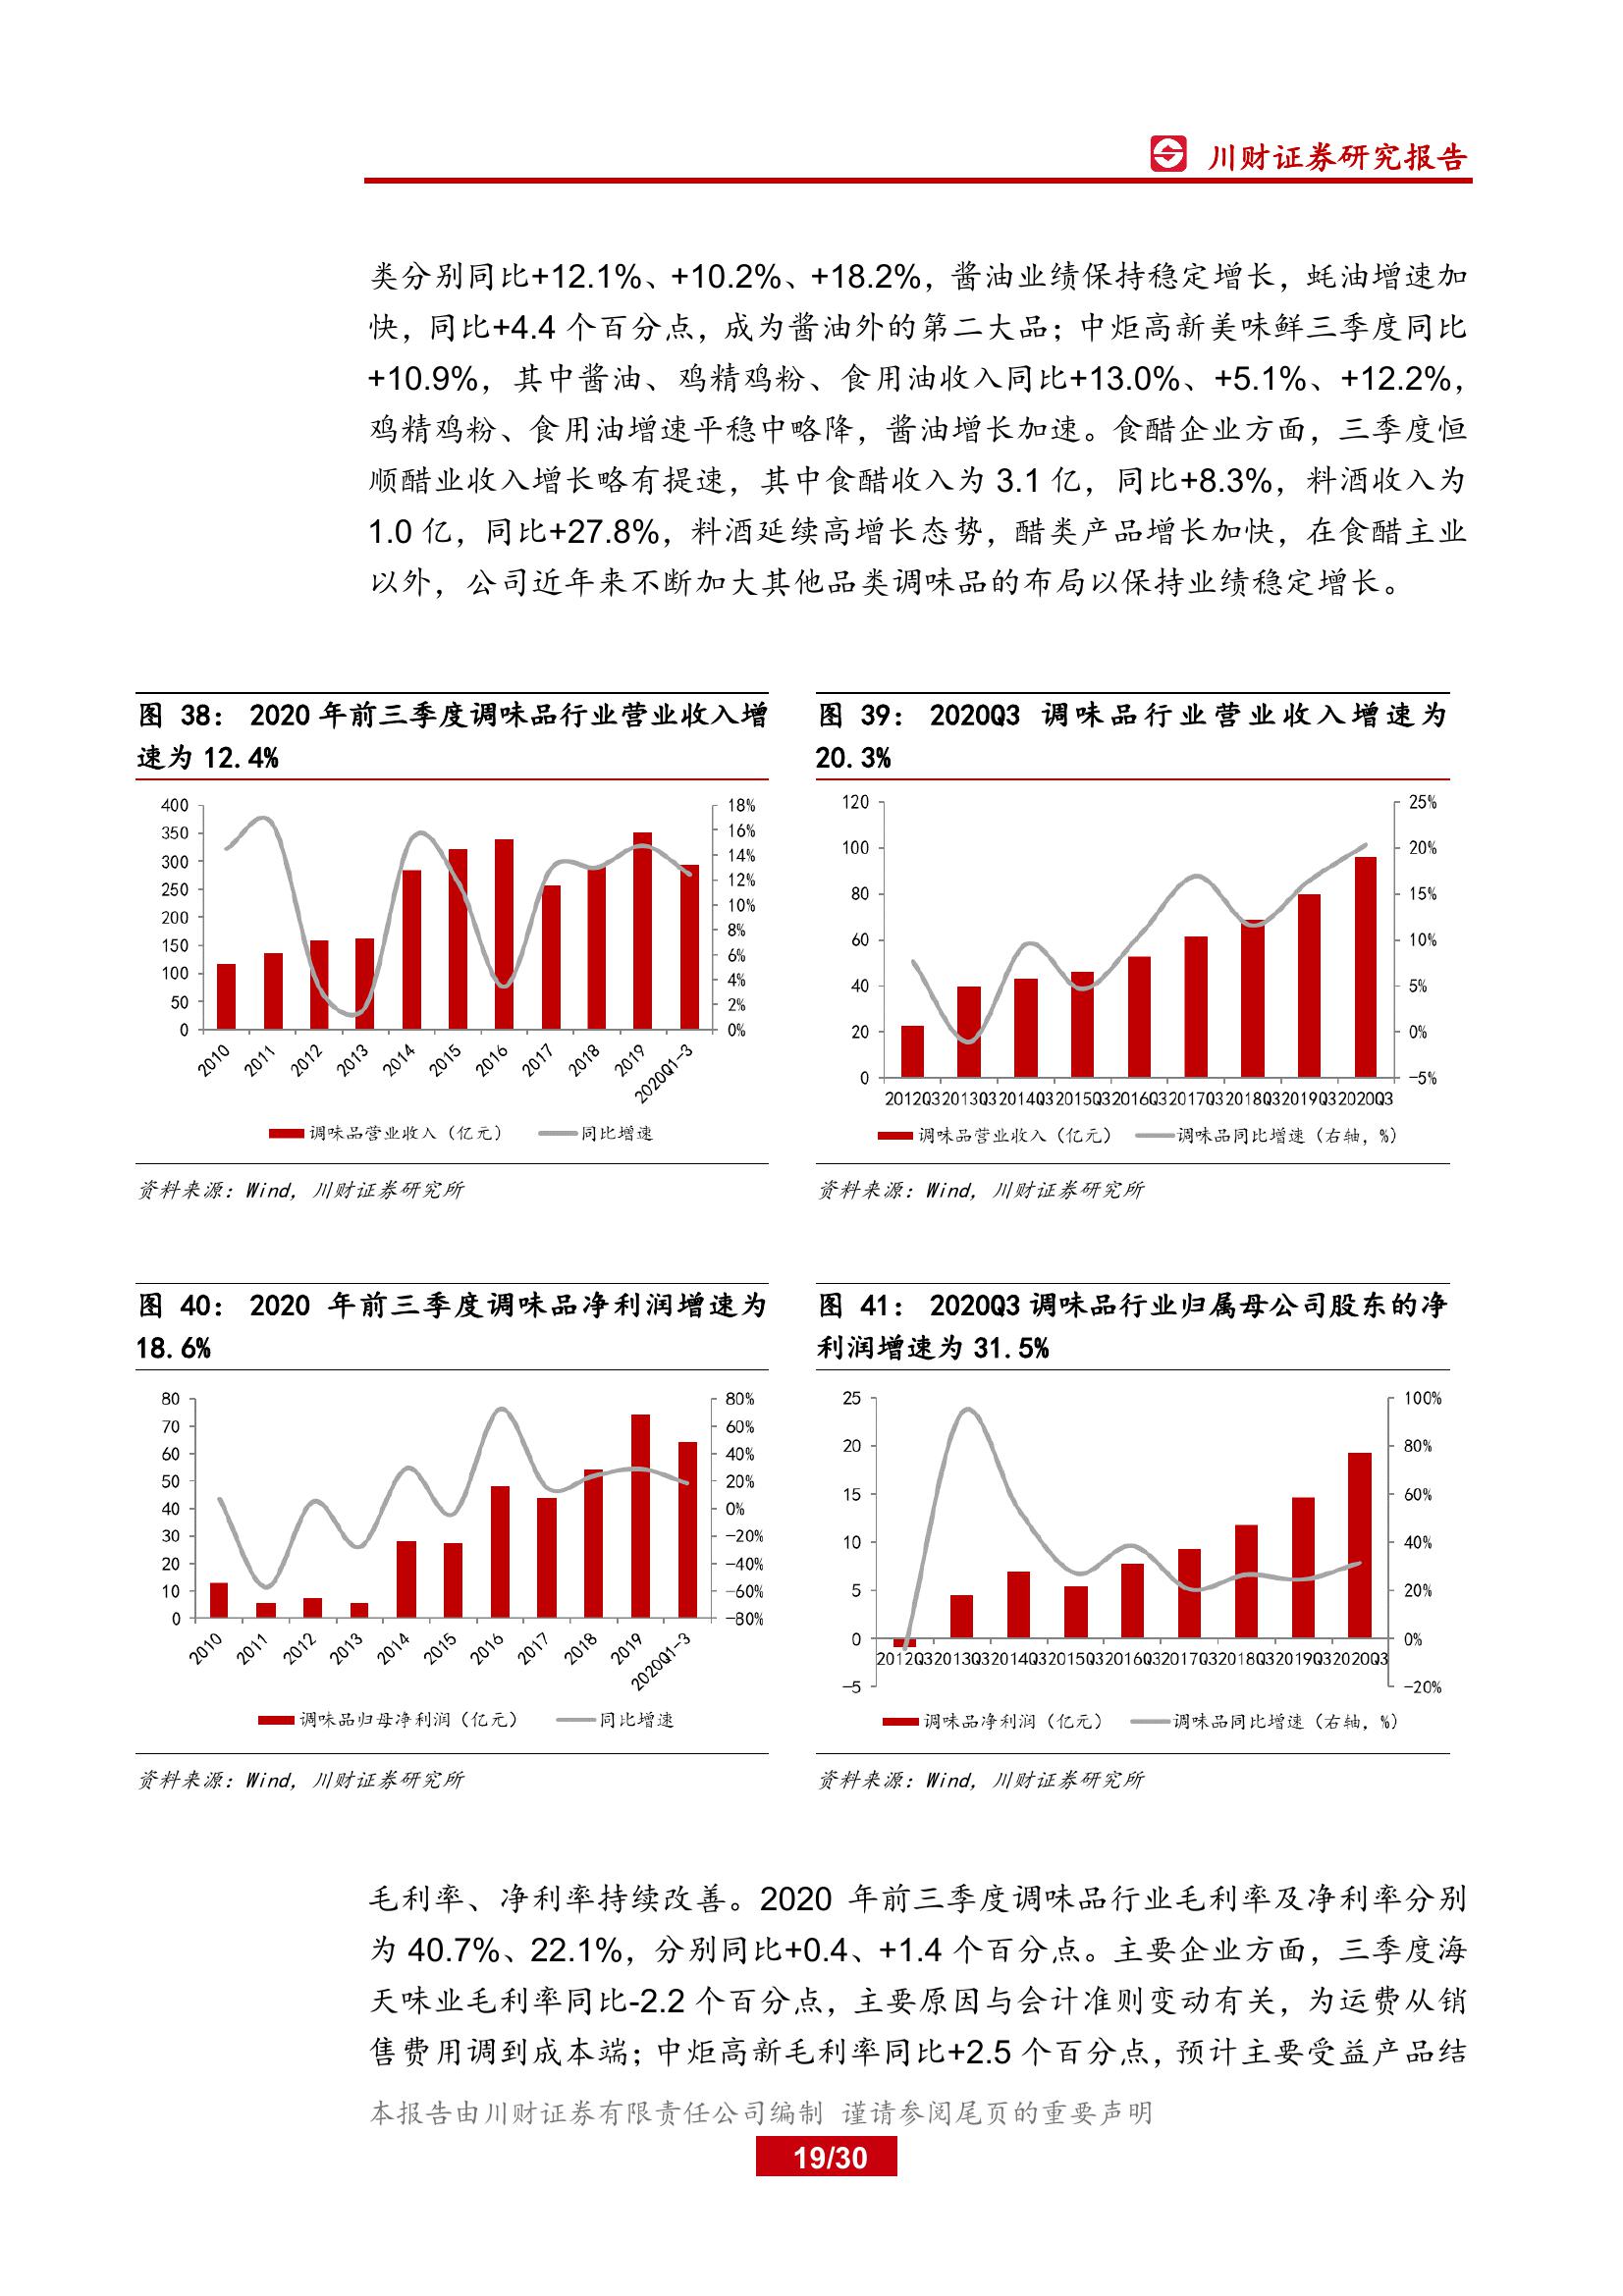 川财证券研究报告
类分别同比+12.1%、+10.2%、+18.2%，酱油业绩保持稳定增长，蚝油增速加
快，同比+4.4 个百分点，成为酱油外的第二大品；中炬高新美味鲜三季度同比
+10.9%，其中酱油、鸡精鸡粉、食用油收入同比+13.0%、+5.1%、+12.2%，
鸡精鸡粉、食用油增速平稳中略降，酱油增长加速。食醋企业方面，三季度恒
顺醋业收入增长略有提速，其中食醋收入为 3.1 亿，同比+8.3%，料酒收入为
1.0 亿，同比+27.8%，料酒延续高增长态势，醋类产品增长加快，在食醋主业
以外，公司近年来不断加大其他品类调味品的布局以保持业绩稳定增长。
图 38： 2020 年前三季度调味品行业营业收入增
速为 12.4%
400
350
300
250
200
150
100
50
0
18%
16%
14%
12%
10%
8%
6%
4%
2%
0%
2010 2011 2012 2013 2014 2015 2016 2017 2018 2019 2020Q1-3
调味品营业收入（亿元） 同比增速
资料来源：Wind，川财证券研究所
图 39： 2020Q3 调味品行业营业收入增速为
20.3%
120
100
80
60
40
20
0
25%
20%
15%
10%
5%
0%
-5%
2012Q3 2013Q3 2014Q3 2015Q3 2016Q3 2017Q3 2018Q3 2019Q3 2020Q3
调味品营业收入（亿元） 调味品同比增速（右轴，%）
资料来源：Wind，川财证券研究所
图 40： 2020 年前三季度调味品净利润增速为
18.6%
80
70
60
50
40
30
20
10
0
80%
60%
40%
20%
0%
-20%
-40%
-60%
-80%
2010 2011 2012 2013 2014 2015 2016 2017 2018 2019 2020Q1-3
调味品归母净利润（亿元） 同比增速
资料来源：Wind，川财证券研究所
图 41： 2020Q3 调味品行业归属母公司股东的净
利润增速为 31.5%
25
20
15
10
5
0
-5
100%
80%
60%
40%
20%
0%
-20%
2012Q3 2013Q3 2014Q3 2015Q3 2016Q3 2017Q3 2018Q3 2019Q3 2020Q3
调味品净利润（亿元） 调味品同比增速（右轴，%）
资料来源：Wind，川财证券研究所
毛利率、净利率持续改善。2020 年前三季度调味品行业毛利率及净利率分别
为 40.7%、22.1%，分别同比+0.4、+1.4 个百分点。主要企业方面，三季度海
天味业毛利率同比-2.2 个百分点，主要原因与会计准则变动有关，为运费从销
售费用调到成本端；中炬高新毛利率同比+2.5 个百分点，预计主要受益产品结
本报告由川财证券有限责任公司编制 谨请参阅尾页的重要声明
19/30